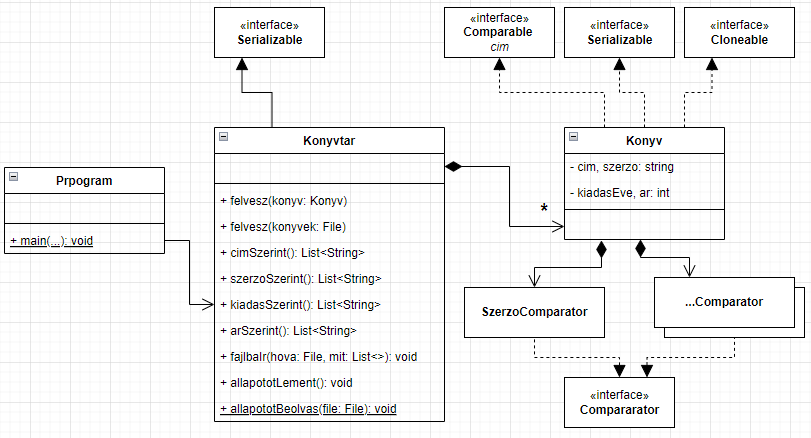 «interface»
Serializable
«interface»
Comparable
cim
«interface»
Serializable
«interface»
Cloneable
Prpogram
+ main(...): void
Konyvtar
+ felvesz(konyv: Konyv)
+ felvesz(konyvek: File)
+ cimSzerint(): List<String>
+ szerzoSzerint(): List<String>
+ kiadasSzerint(): List<String>
+ arSzerint(): List<String>
+ fajlbaIr(hova: File, mit: List<>): void
+ allapototLement(): void
+ allapototBeolvas(file: File): void
*
Konyv
- cim, szerzo: string
- kiadasEve, ar: int
SzerzoComparator
...Comparator
«interface»
Compararator